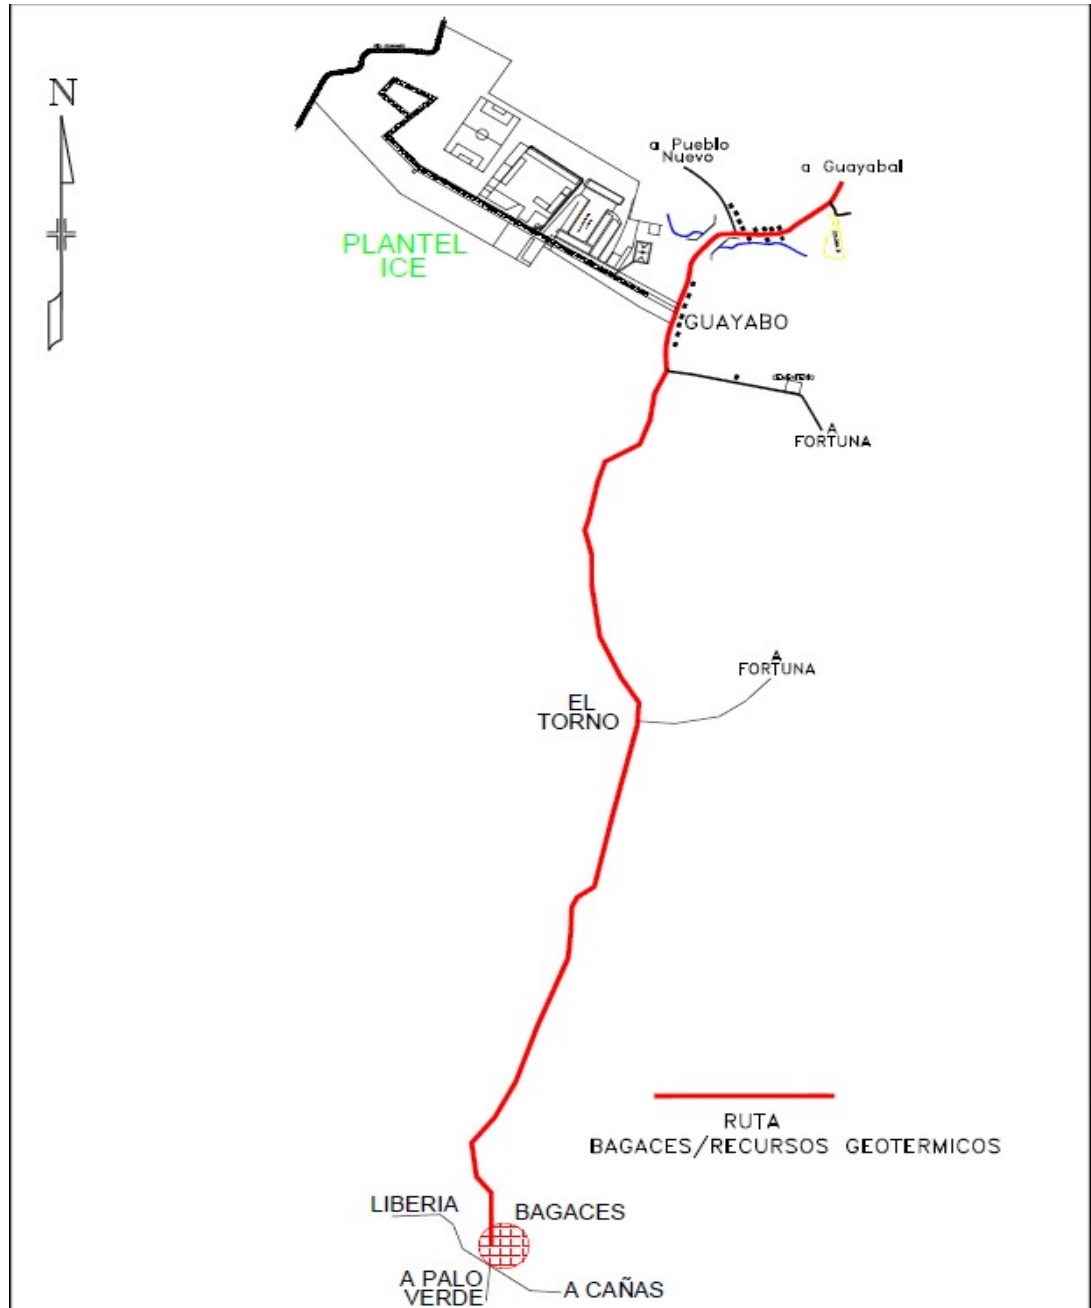 N
a Pueblo
Nuevo
a Guayabal
PLANTEL
ICE
GUAYABO
CEMENTERIO
A
FORTUNA
A
FORTUNA
EL
TORNO
RUTA
BAGACES/RECURSOS GEOTERMICOS
LIBERIA
BAGACES
A PALO
VERDE
A CAÑAS